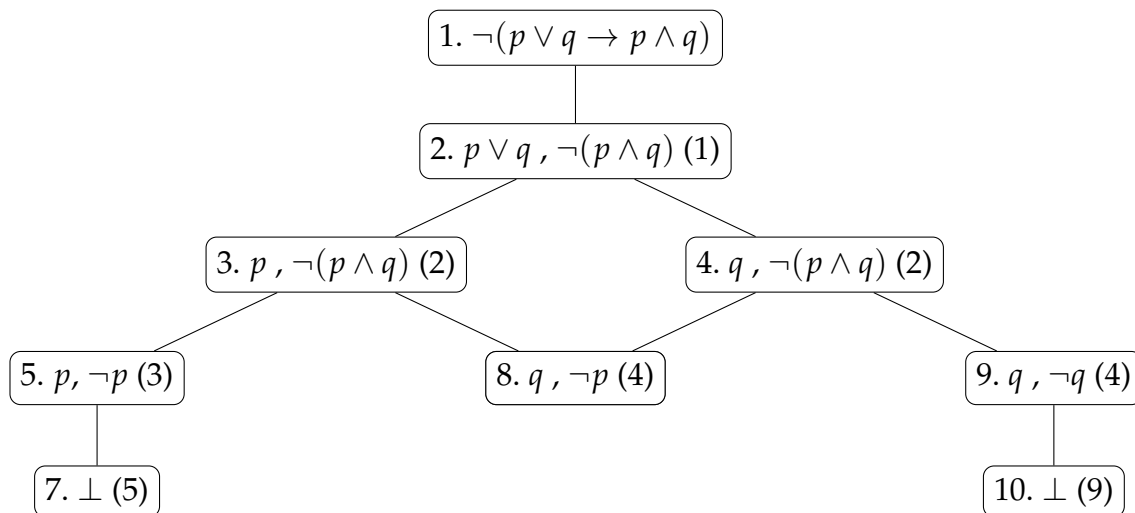 1. ¬(p ∨ q → p ∧ q)
2. p ∨ q , ¬(p ∧ q) (1)
3. p , ¬(p ∧ q) (2)
4. q , ¬(p ∧ q) (2)
5. p, ¬p (3)
8. q , ¬p (4)
9. q , ¬q (4)
7. ⊥ (5)
10. ⊥ (9)